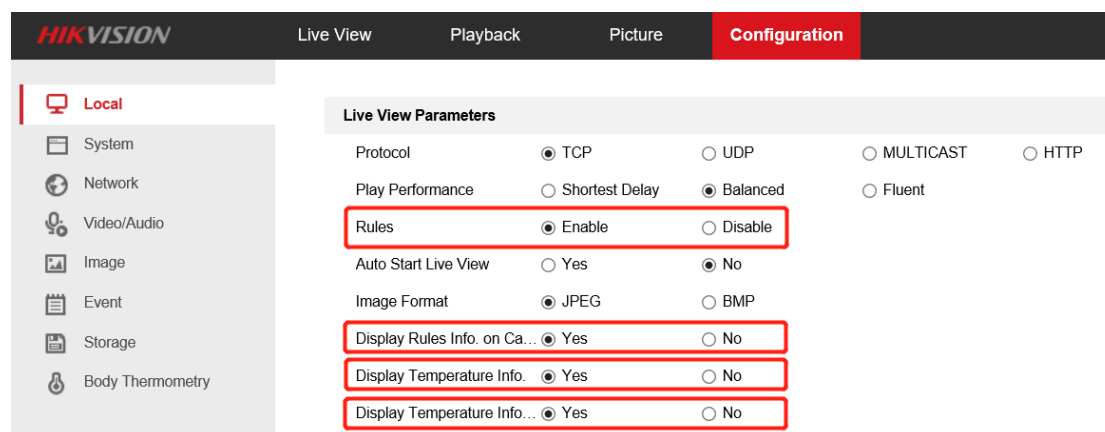 HIKVISION Live View Playback Picture Configuration
Local
System
Network
Video/Audio
Image
Event
Storage
Body Thermometry
Live View Parameters
Protocol TCP UDP MULTICAST HTTP
Play Performance Shortest Delay Balanced Fluent
Rules Enable Disable
Auto Start Live View Yes No
Image Format JPEG BMP
Display Rules Info. on Ca... Yes No
Display Temperature Info. Yes No
Display Temperature Info... Yes No